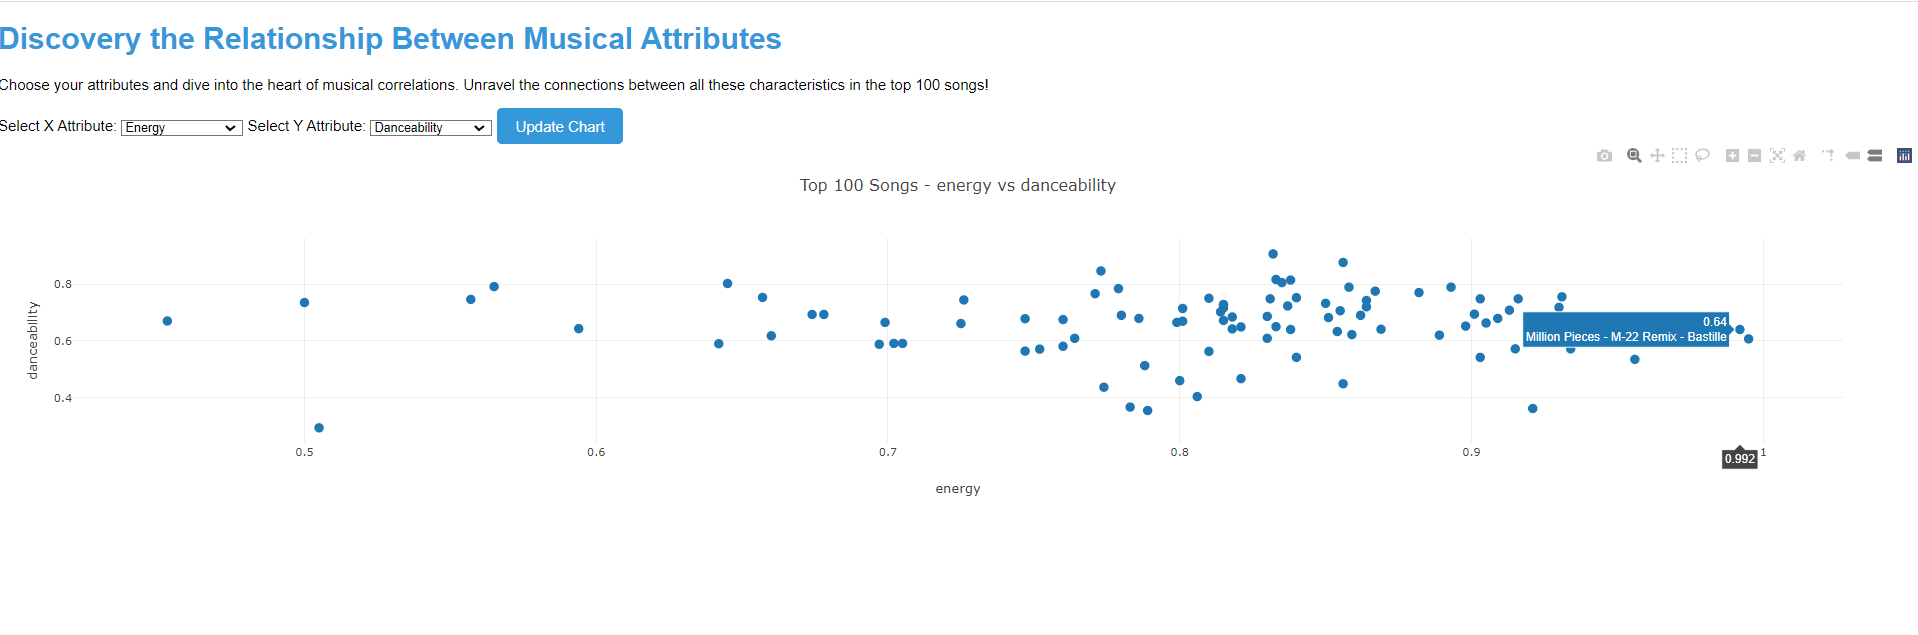 Discovery the Relationship Between Musical Attributes
Choose your attributes and dive into the heart of musical correlations. Unravel the connections between all these characteristics in the top 100 songs!
Select X Attribute: Energy Select Y Attribute: Danceability Update Chart
Top 100 Songs - energy vs danceability
danceability
0.8
0.6
0.4
0.64
Million Pieces - M-22 Remix - Bastille
0.5 0.6 0.7 0.8 0.9 0.992 1
energy